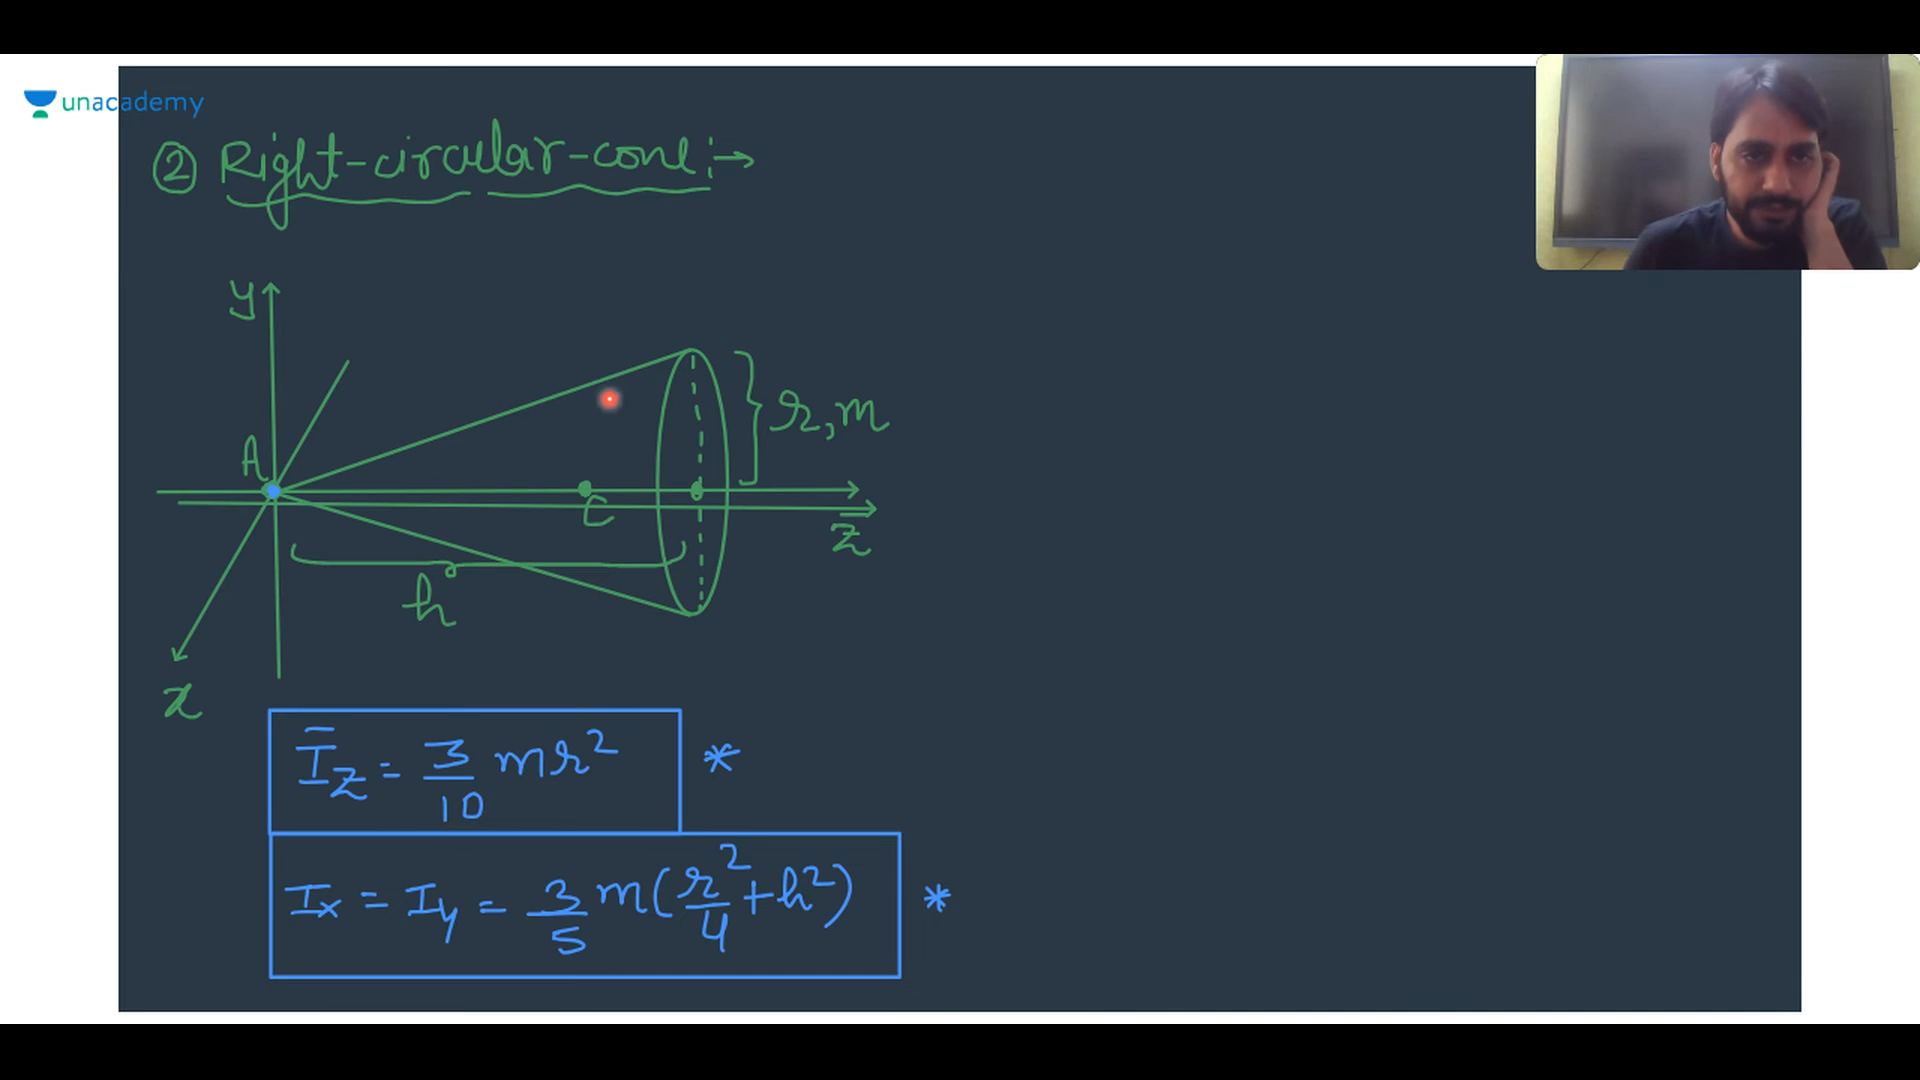 unacademy
② Right-circular-cone :→
y
A
r, m
C
z
h
x
Īz = 3/10 mr² *
Ix = Iy = 3/5 m(r²/4 + h²) *